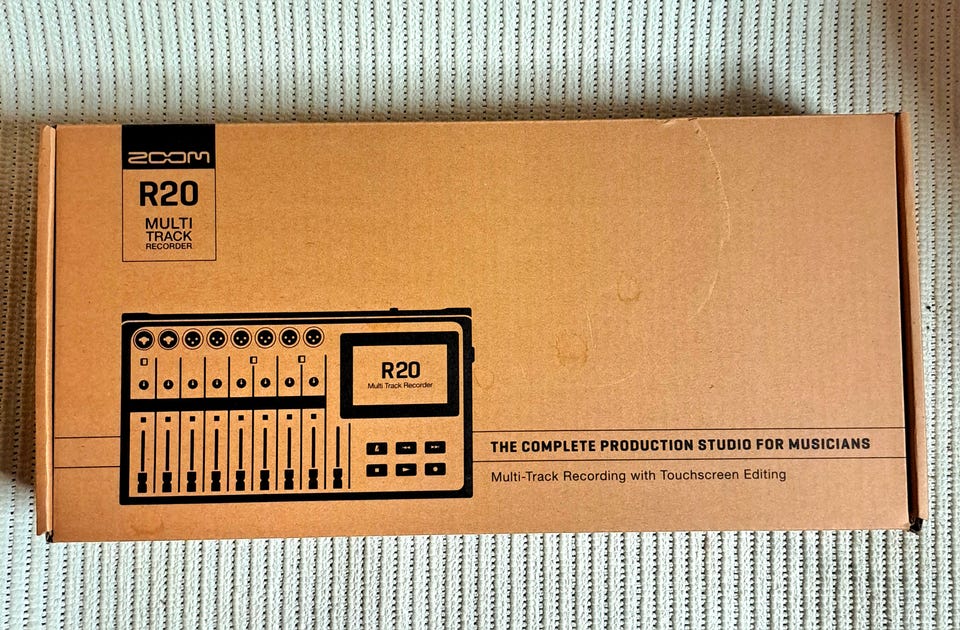 ZOOM
R20
MULTI
TRACK
RECORDER
R20
Multi Track Recorder
THE COMPLETE PRODUCTION STUDIO FOR MUSICIANS
Multi-Track Recording with Touchscreen Editing